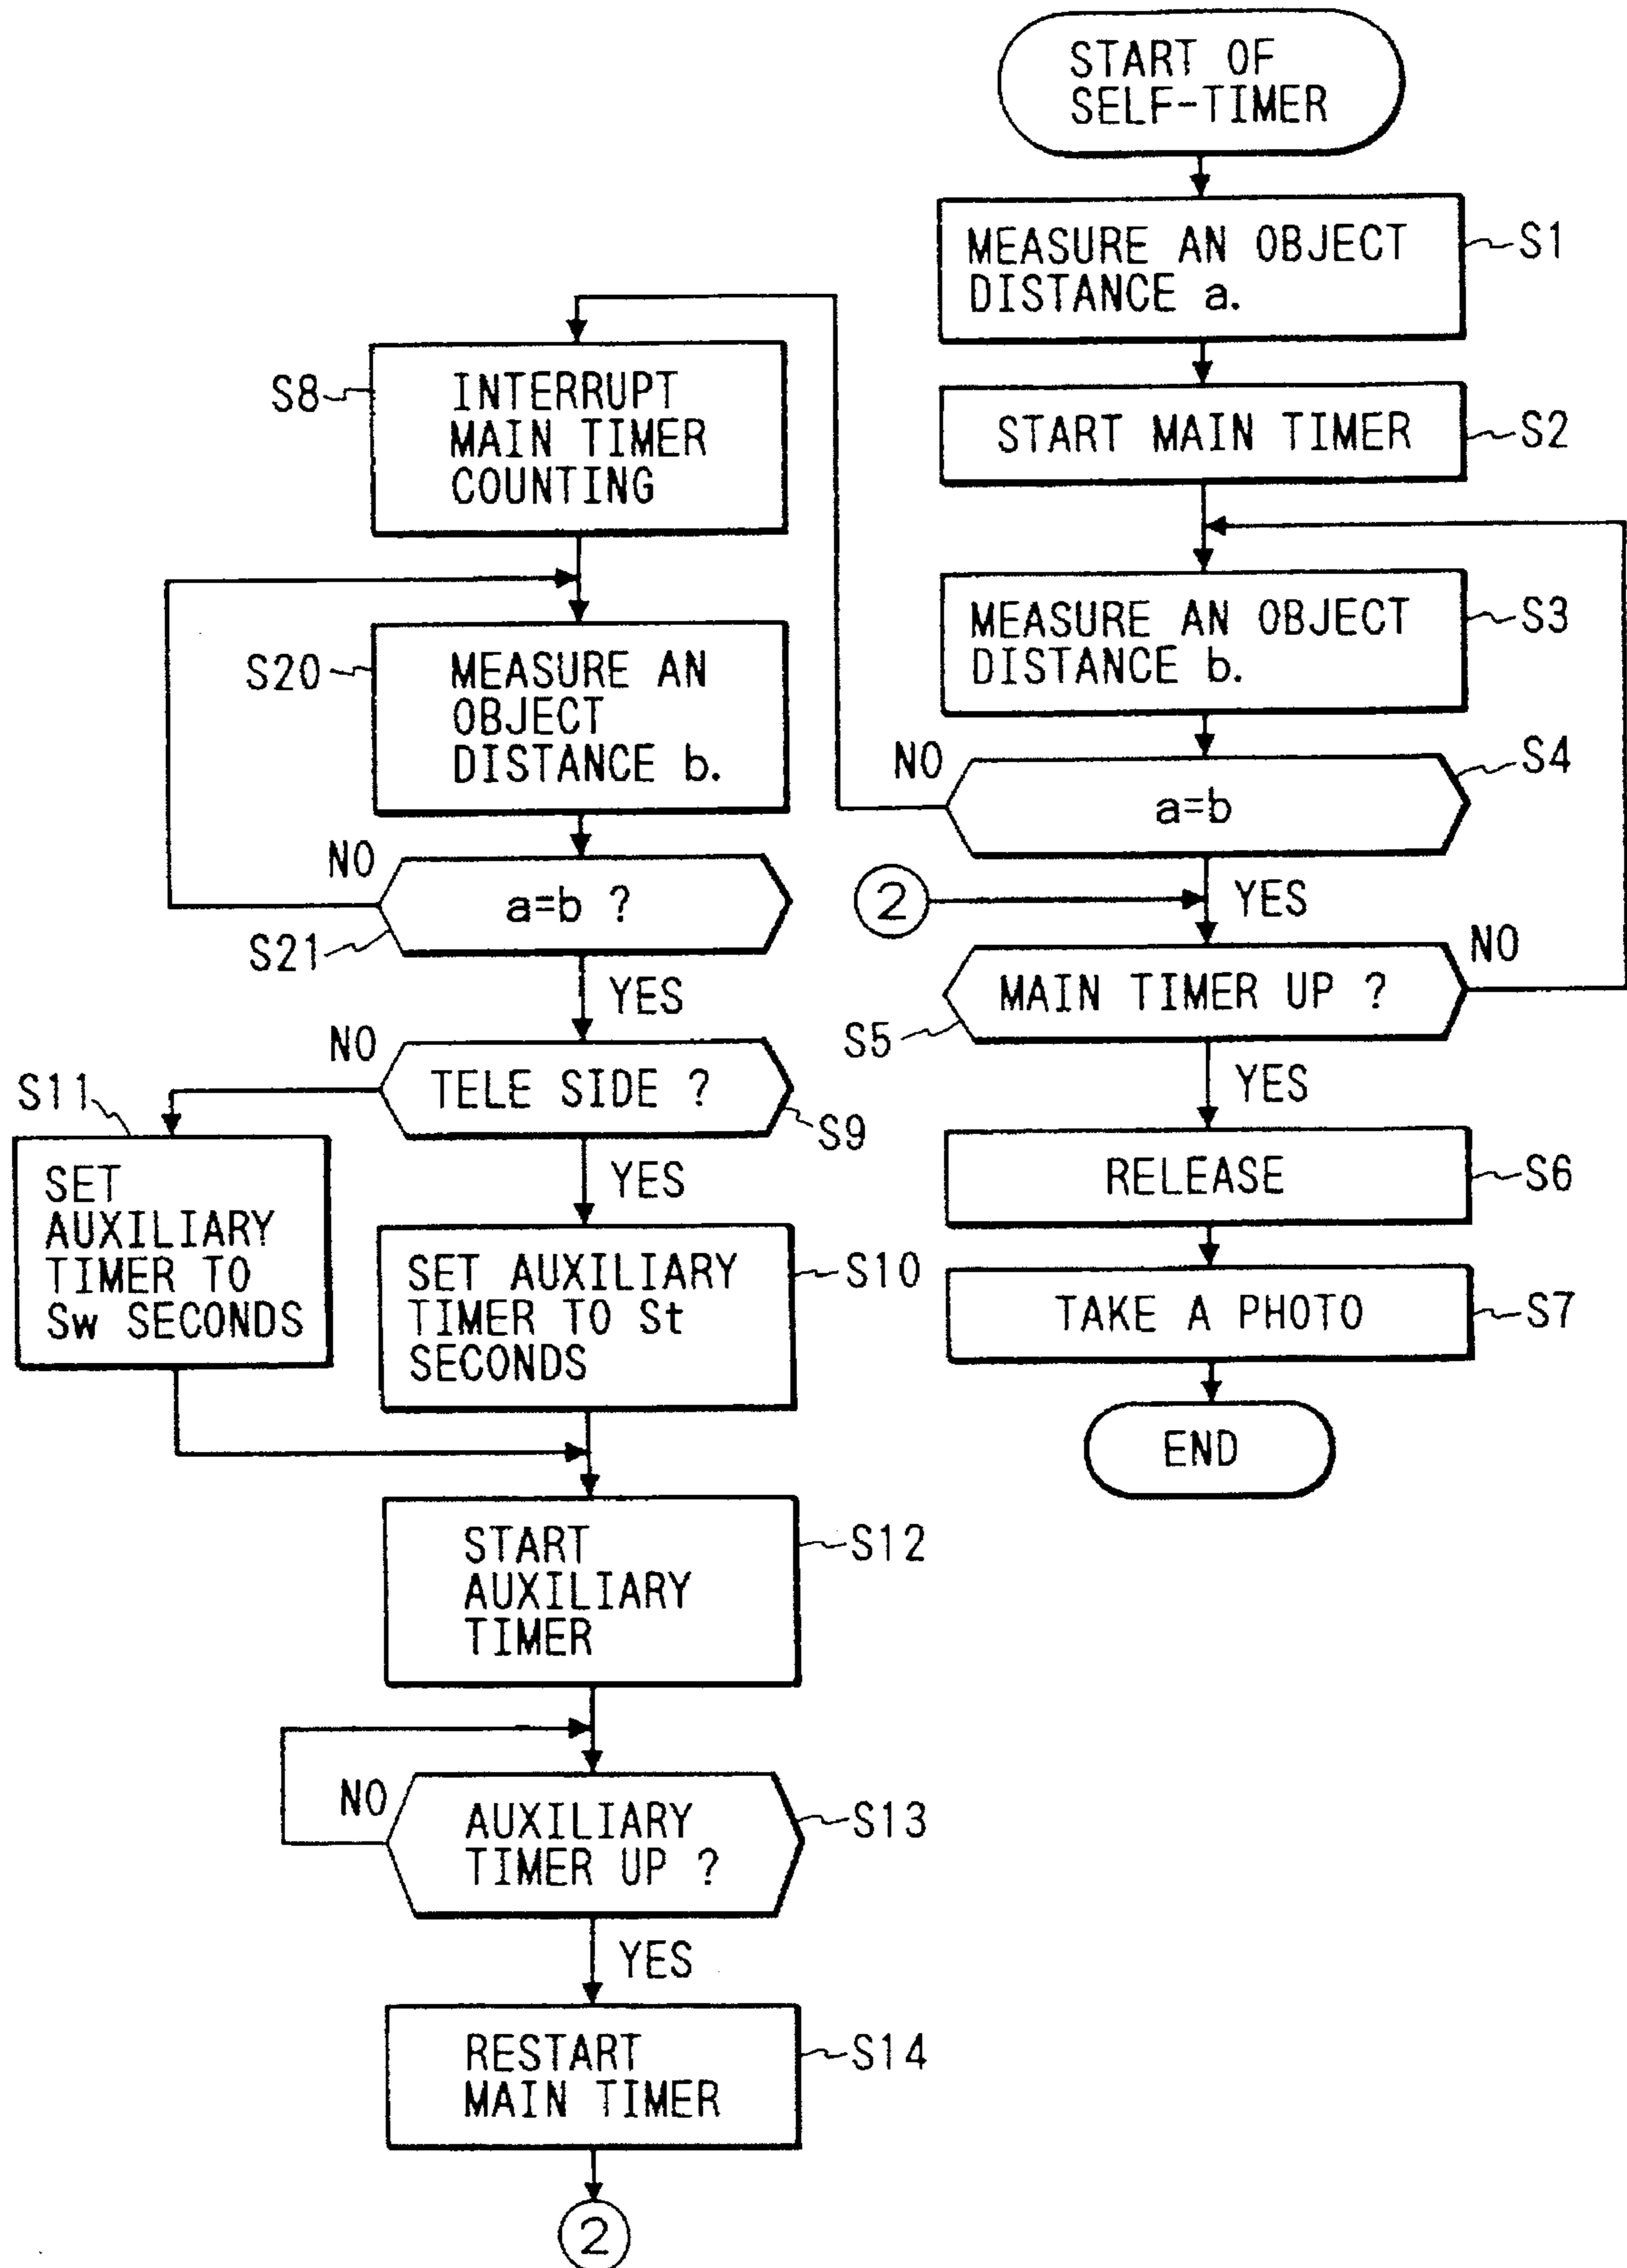 START OF
SELF-TIMER
MEASURE AN OBJECT
DISTANCE a.
S1
START MAIN TIMER
S2
MEASURE AN OBJECT
DISTANCE b.
S3
NO
a=b
S4
2
YES
MAIN TIMER UP ?
NO
S5
YES
RELEASE
S6
TAKE A PHOTO
S7
END
S8
INTERRUPT
MAIN TIMER
COUNTING
S20
MEASURE AN
OBJECT
DISTANCE b.
NO
a=b ?
S21
YES
NO
TELE SIDE ?
S9
S11
YES
SET
AUXILIARY
TIMER TO
Sw SECONDS
SET AUXILIARY
TIMER TO St
SECONDS
S10
START
AUXILIARY
TIMER
S12
NO
AUXILIARY
TIMER UP ?
S13
YES
RESTART
MAIN TIMER
S14
2